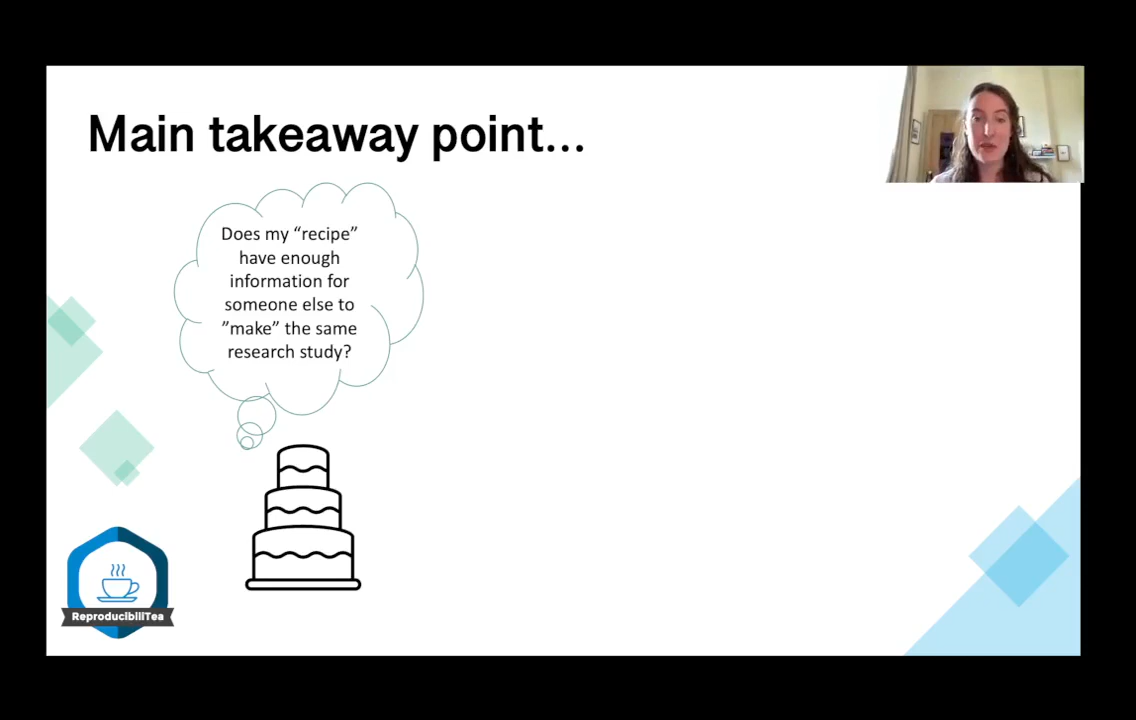 Main takeaway point...
Does my “recipe”
have enough
information for
someone else to
”make” the same
research study?
ReproducibiliTea